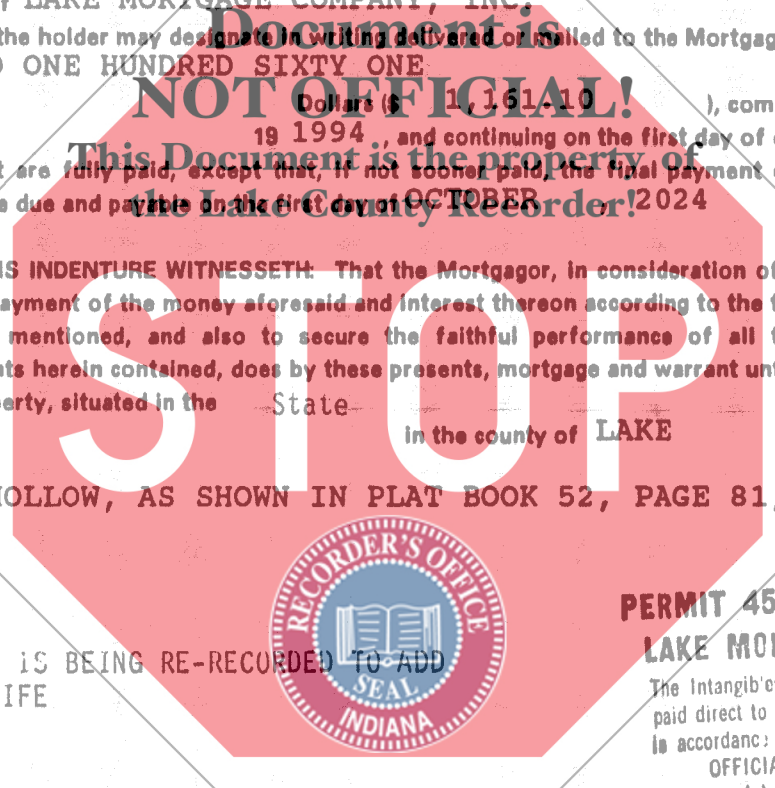 LAKE MORTGAGE COMPANY, INC.
Document is
the holder may designate in writing delivered or mailed to the Mortgag
ONE HUNDRED SIXTY ONE
NOT OFFICIAL!
Dollars ($ 1,161.10 ), com
19 1994 , and continuing on the first day of
This Document is the property of
t are fully paid, except that, if not sooner paid, the final payment
the Lake County Recorder!
e due and payable on the first day of OCTOBER , 2024
IS INDENTURE WITNESSETH: That the Mortgagor, in consideration of
ayment of the money aforesaid and interest thereon according to the
mentioned, and also to secure the faithful performance of all
nts herein contained, does by these presents, mortgage and warrant unt
erty, situated in the State
in the county of LAKE
STOP
HOLLOW, AS SHOWN IN PLAT BOOK 52, PAGE 81,
RECORDER'S OFFICE
SEAL
INDIANA
PERMIT 45
LAKE MOR
iS BEING RE-RECORDED TO ADD
IFE
The Intangib
paid direct to
is accordanc
OFFICIA